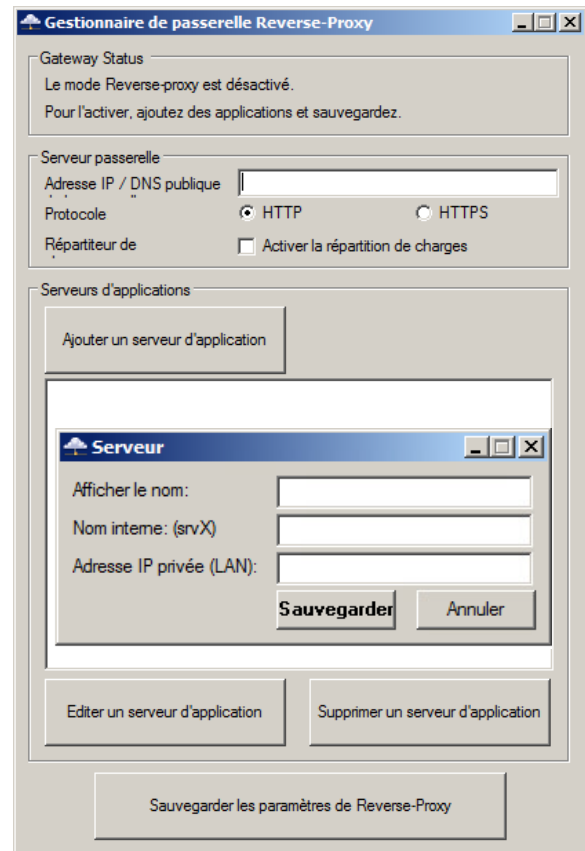 Gestionnaire de passerelle Reverse-Proxy
Gateway Status
Le mode Reverse-proxy est désactivé.
Pour l'activer, ajoutez des applications et sauvegardez.
Serveur passerelle
Adresse IP / DNS publique
Protocole
HTTP
HTTPS
Répartiteur de
Activer la répartition de charges
Serveurs d'applications
Ajouter un serveur d'application
Serveur
Afficher le nom:
Nom interne: (srvX)
Adresse IP privée (LAN):
Sauvegarder
Annuler
Editer un serveur d'application
Supprimer un serveur d'application
Sauvegarder les paramètres de Reverse-Proxy